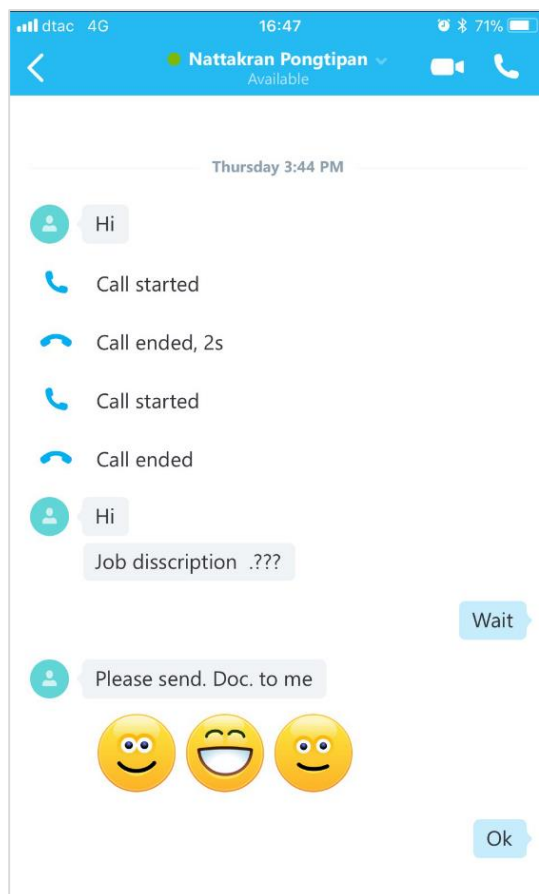 dtac 4G 16:47 71%
Nattakran Pongtipan
Available
Thursday 3:44 PM
Hi
Call started
Call ended, 2s
Call started
Call ended
Hi
Job disscription .???
Wait
Please send. Doc. to me
Ok